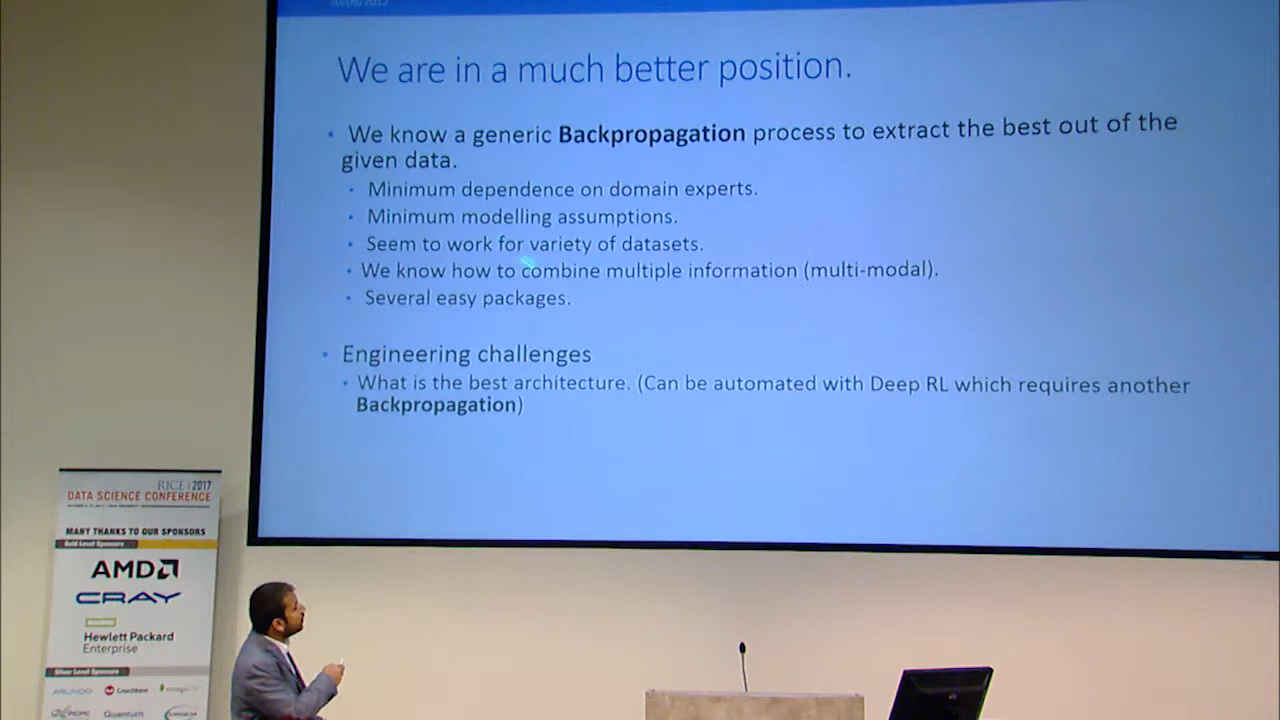 10/09/2017
We are in a much better position.
• We know a generic Backpropagation process to extract the best out of the
given data.
• Minimum dependence on domain experts.
• Minimum modelling assumptions.
• Seem to work for variety of datasets.
• We know how to combine multiple information (multi-modal).
• Several easy packages.
• Engineering challenges
• What is the best architecture. (Can be automated with Deep RL which requires another
Backpropagation)
RICE | 2017
DATA SCIENCE CONFERENCE
MANY THANKS TO OUR SPONSORS
Gold Level Sponsors
AMD
CRAY
Hewlett Packard
Enterprise
Silver Level Sponsors
ARUNDO Couchbase
Quantum